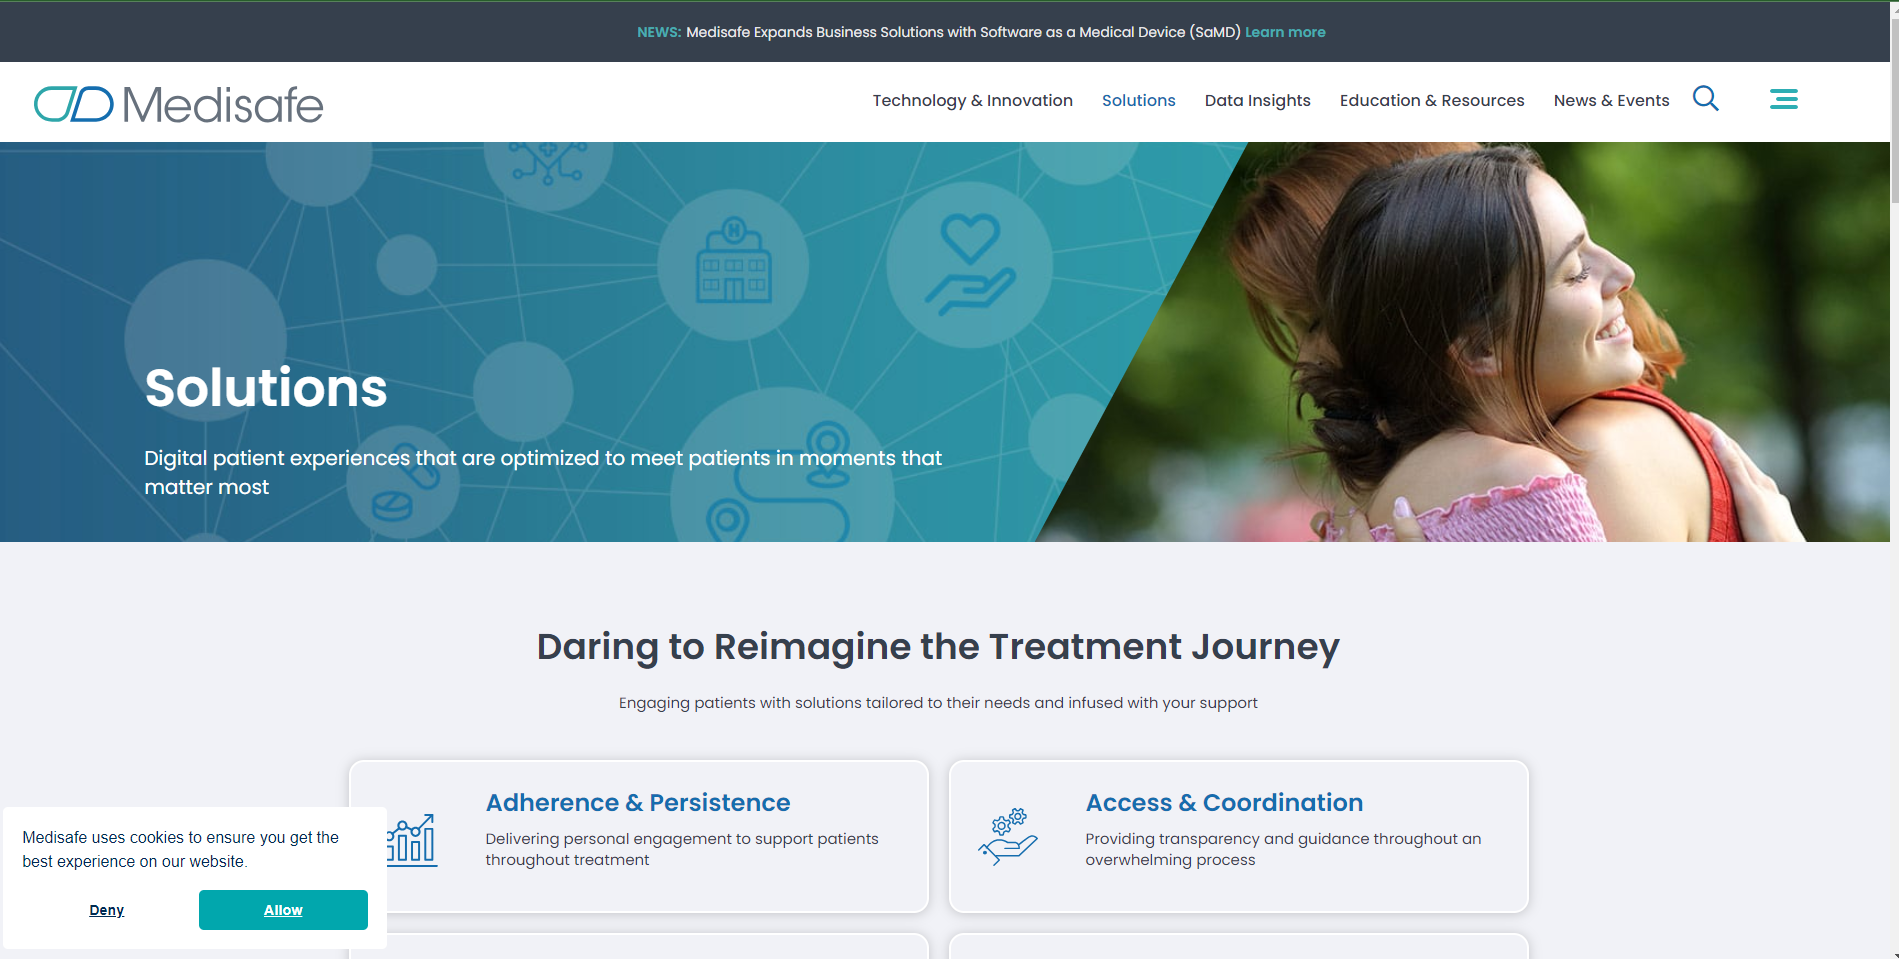 NEWS: Medisafe Expands Business Solutions with Software as a Medical Device (SaMD) Learn more
Medisafe
Technology & Innovation Solutions Data Insights Education & Resources News & Events
H
Solutions
Digital patient experiences that are optimized to meet patients in moments that
matter most
Daring to Reimagine the Treatment Journey
Engaging patients with solutions tailored to their needs and infused with your support
Adherence & Persistence
Delivering personal engagement to support patients
throughout treatment
Access & Coordination
Providing transparency and guidance throughout an
overwhelming process
Medisafe uses cookies to ensure you get the
best experience on our website.
Deny
Allow